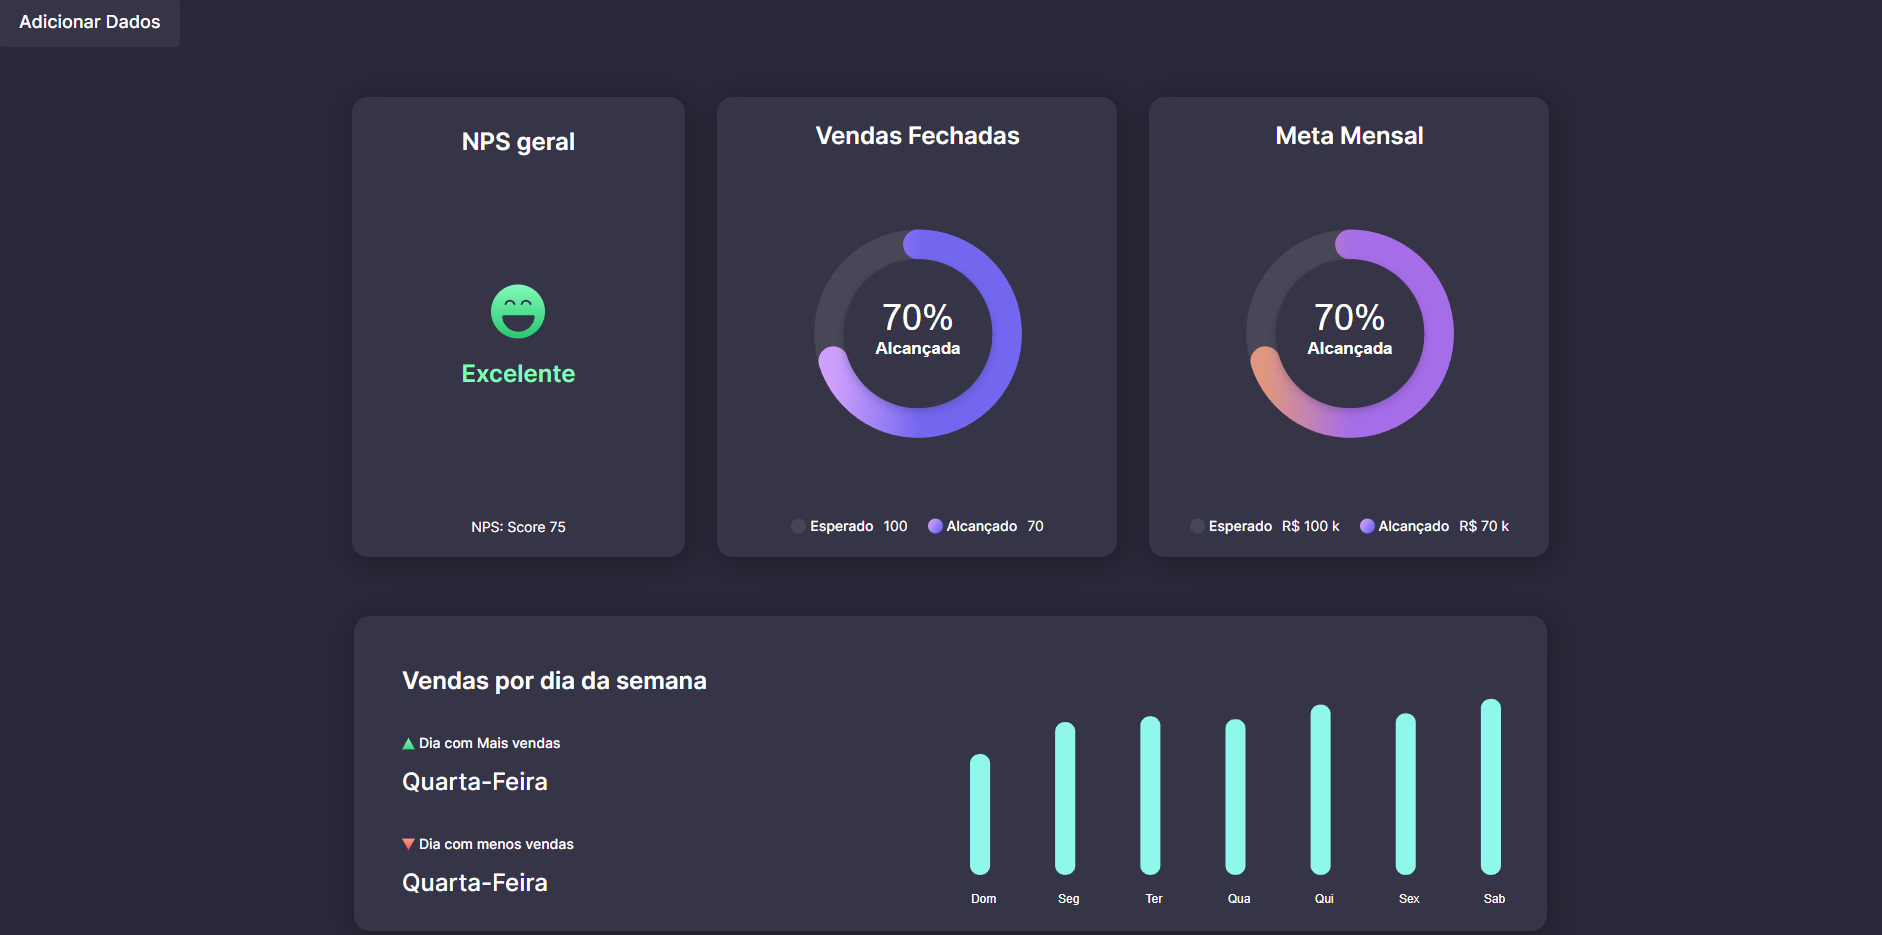 Adicionar Dados
NPS geral
Excelente
NPS: Score 75
Vendas Fechadas
70%
Alcançada
Esperado 100 Alcançado 70
Meta Mensal
70%
Alcançada
Esperado R$ 100 k Alcançado R$ 70 k
Vendas por dia da semana
Dia com Mais vendas
Quarta-Feira
Dia com menos vendas
Quarta-Feira
Dom Seg Ter Qua Qui Sex Sab